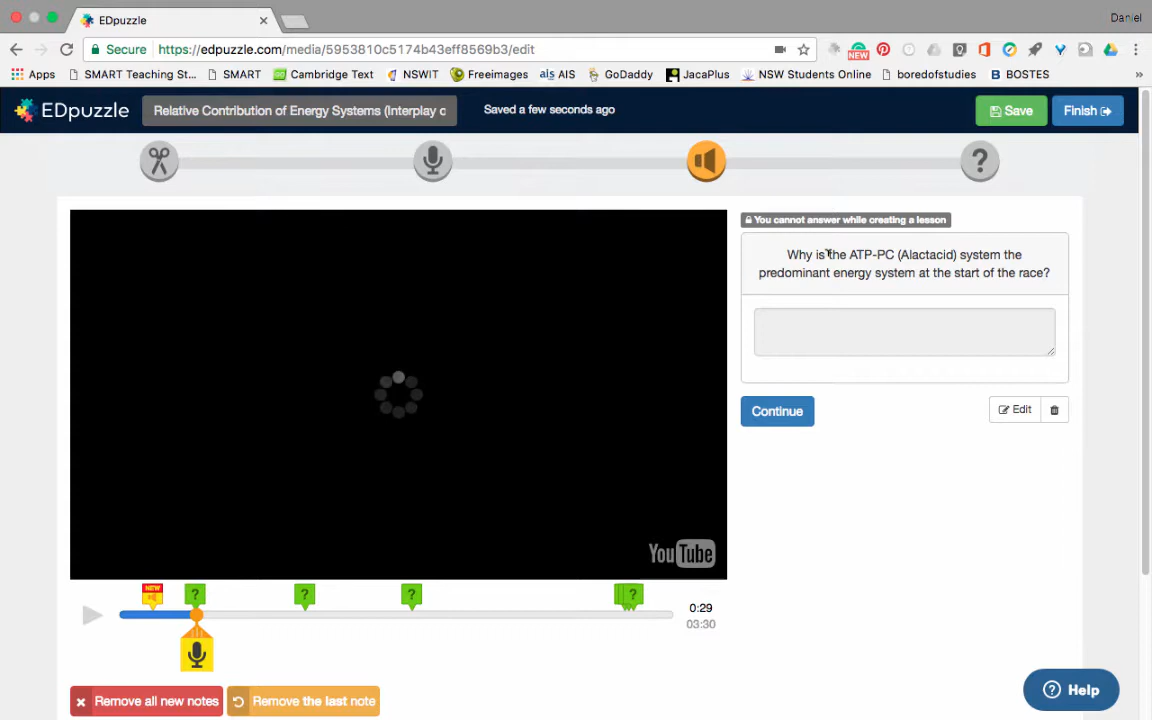 EDpuzzle
Daniel
Secure https://edpuzzle.com/media/5953810c5174b43eff8569b3/edit
NEW
Apps SMART Teaching St... SMART Cambridge Text NSWIT Freeimages als AIS GoDaddy JacaPlus NSW Students Online boredofstudies B BOSTES »
EDpuzzle Relative Contribution of Energy Systems (Interplay o Saved a few seconds ago Save Finish
?
You cannot answer while creating a lesson
Why is the ATP-PC (Alactacid) system the
predominant energy system at the start of the race?
Continue Edit
YouTube
NEW ? ? ? ?
0:29
03:30
Remove all new notes Remove the last note
? Help